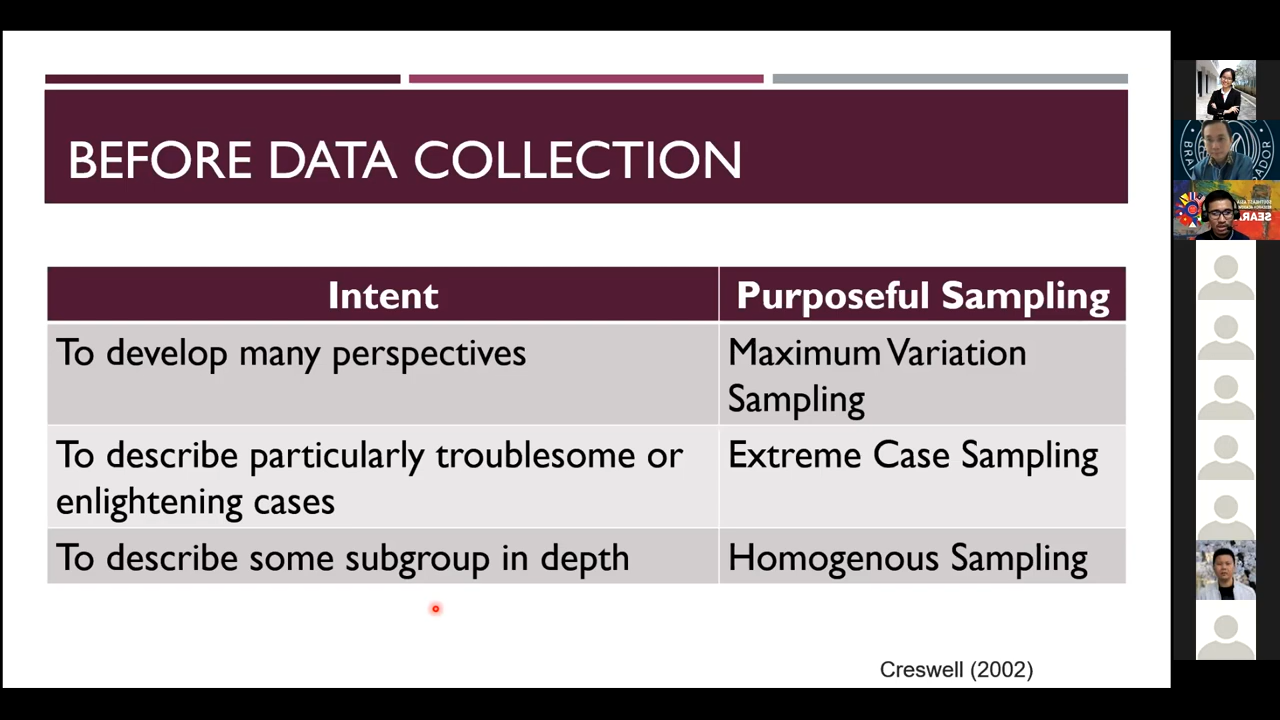 BEFORE DATA COLLECTION
Intent
Purposeful Sampling
To develop many perspectives
Maximum Variation
Sampling
To describe particularly troublesome or
enlightening cases
Extreme Case Sampling
To describe some subgroup in depth
Homogenous Sampling
Creswell (2002)